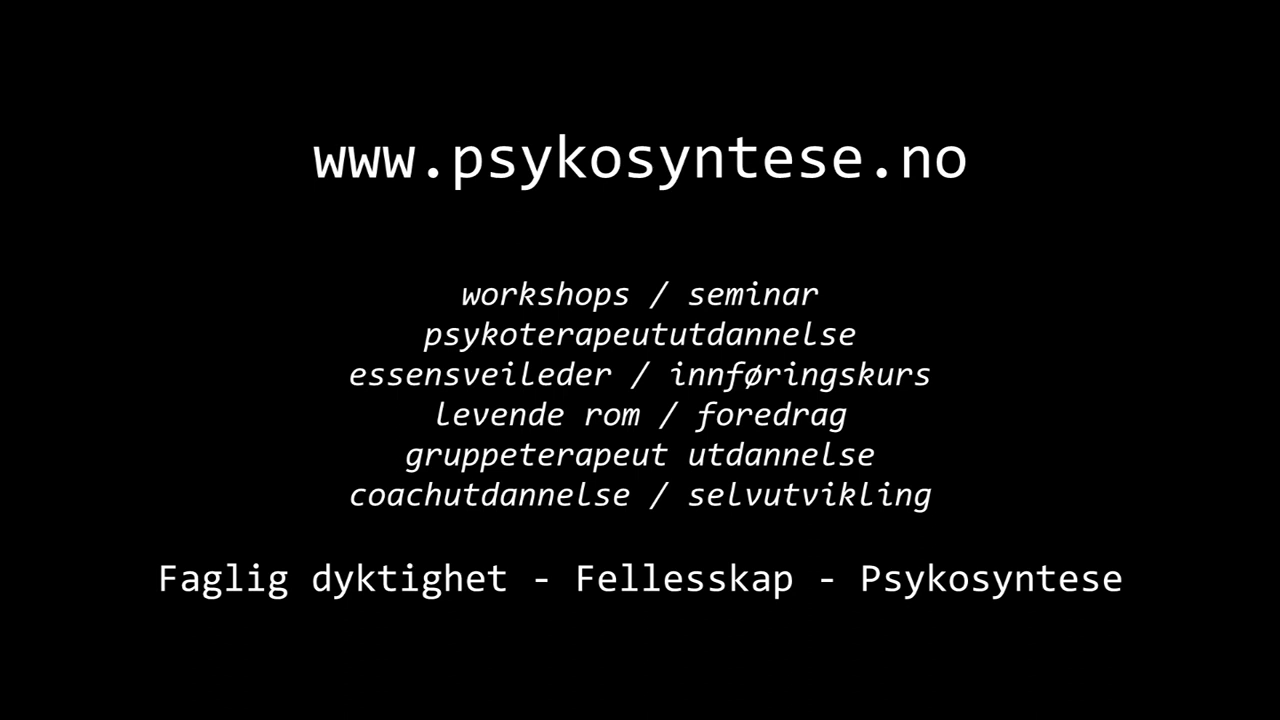 www.psykosyntese.no
workshops / seminar
psykoterapeututdannelse
essensveileder / innføringskurs
levende rom / foredrag
gruppeterapeut utdannelse
coachutdannelse / selvutvikling
Faglig dyktighet - Fellesskap - Psykosyntese